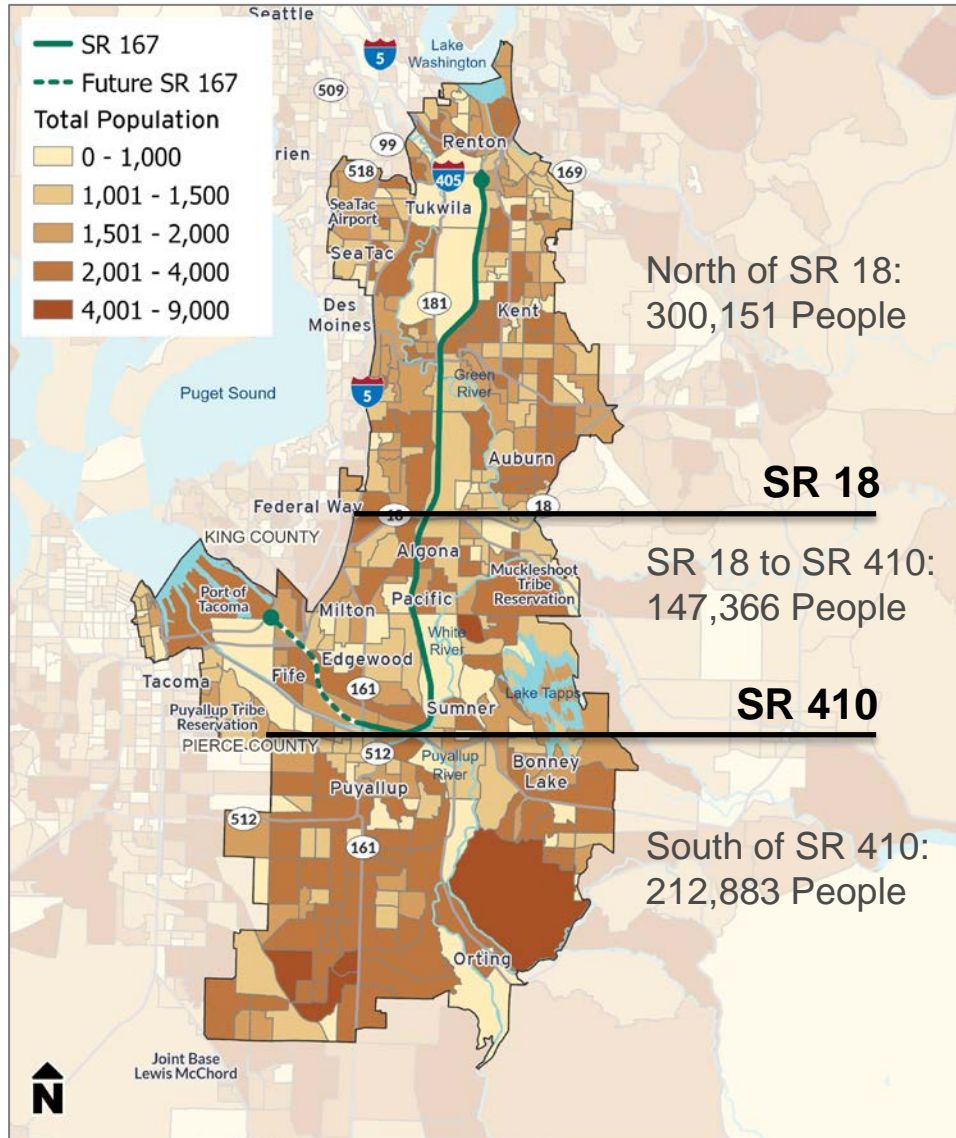 Seattle
SR 167
Future SR 167
Total Population
0 - 1,000
1,001 - 1,500
1,501 - 2,000
2,001 - 4,000
4,001 - 9,000
5
Lake
Washington
509
99
rien
518
Renton
405
169
Tukwila
SeaTac
Airport
SeaTac
181
Des
Moines
Kent
North of SR 18:
300,151 People
Green
River
5
Puget Sound
Auburn
SR 18
Federal Way
18
18
KING COUNTY
Algona
Muckleshoot
Tribe
Reservation
SR 18 to SR 410:
147,366 People
Port of
Tacoma
Milton
Pacific
White
River
Edgewood
Fife
161
Lake Tapps
Tacoma
Sumner
SR 410
Puyallup Tribe
Reservation
PIERCE COUNTY
512
Puyallup
River
Bonney
Lake
Puyallup
512
161
South of SR 410:
212,883 People
Orting
Joint Base
Lewis McChord
N